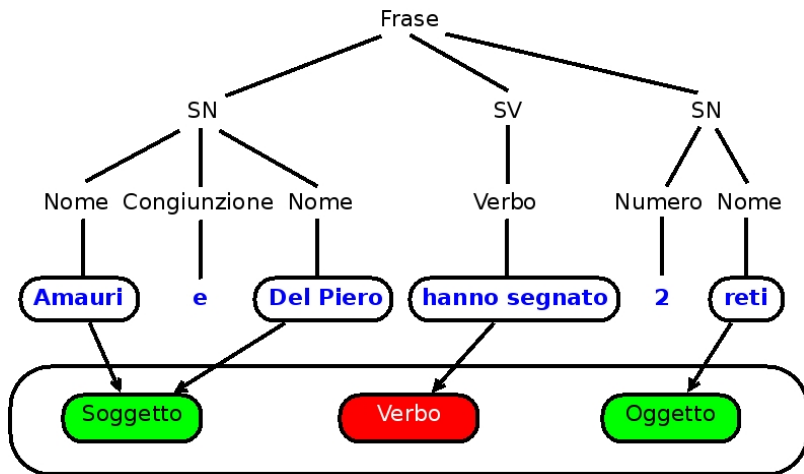 Frase
SN SV SN
Nome Congiunzione Nome Verbo Numero Nome
Amauri e Del Piero hanno segnato 2 reti
Soggetto Verbo Oggetto